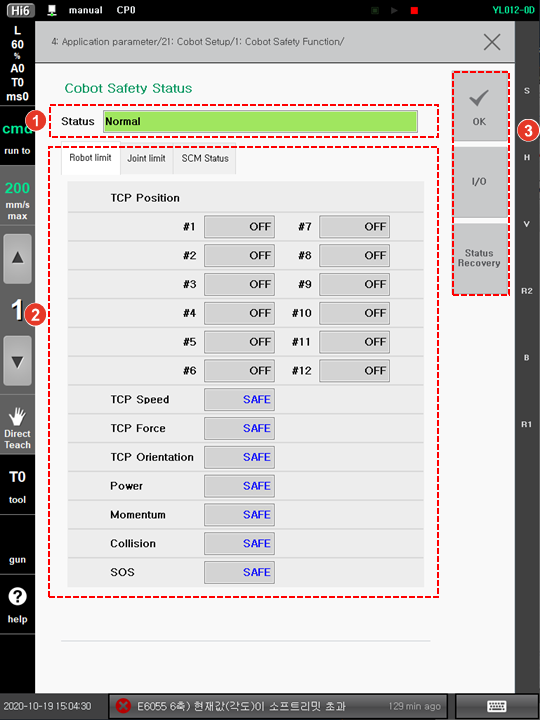 Hi6 manual CP0 YL012-0D
L
60
%
A0
T0
ms0
cmd
run to
200
mm/s
max
1
Direct
Teach
T0
tool
gun
help
4: Application parameter/21: Cobot Setup/1: Cobot Safety Function/
Cobot Safety Status
1
Status Normal
2
Robot limit Joint limit SCM Status
TCP Position
#1 OFF #7 OFF
#2 OFF #8 OFF
#3 OFF #9 OFF
#4 OFF #10 OFF
#5 OFF #11 OFF
#6 OFF #12 OFF
TCP Speed SAFE
TCP Force SAFE
TCP Orientation SAFE
Power SAFE
Momentum SAFE
Collision SAFE
SOS SAFE
3
OK
I/O
Status
Recovery
S
H
V
R2
B
R1
2020-10-19 15:04:30 E6055 6축) 현재값(각도)이 소프트리밋 초과 129 min ago